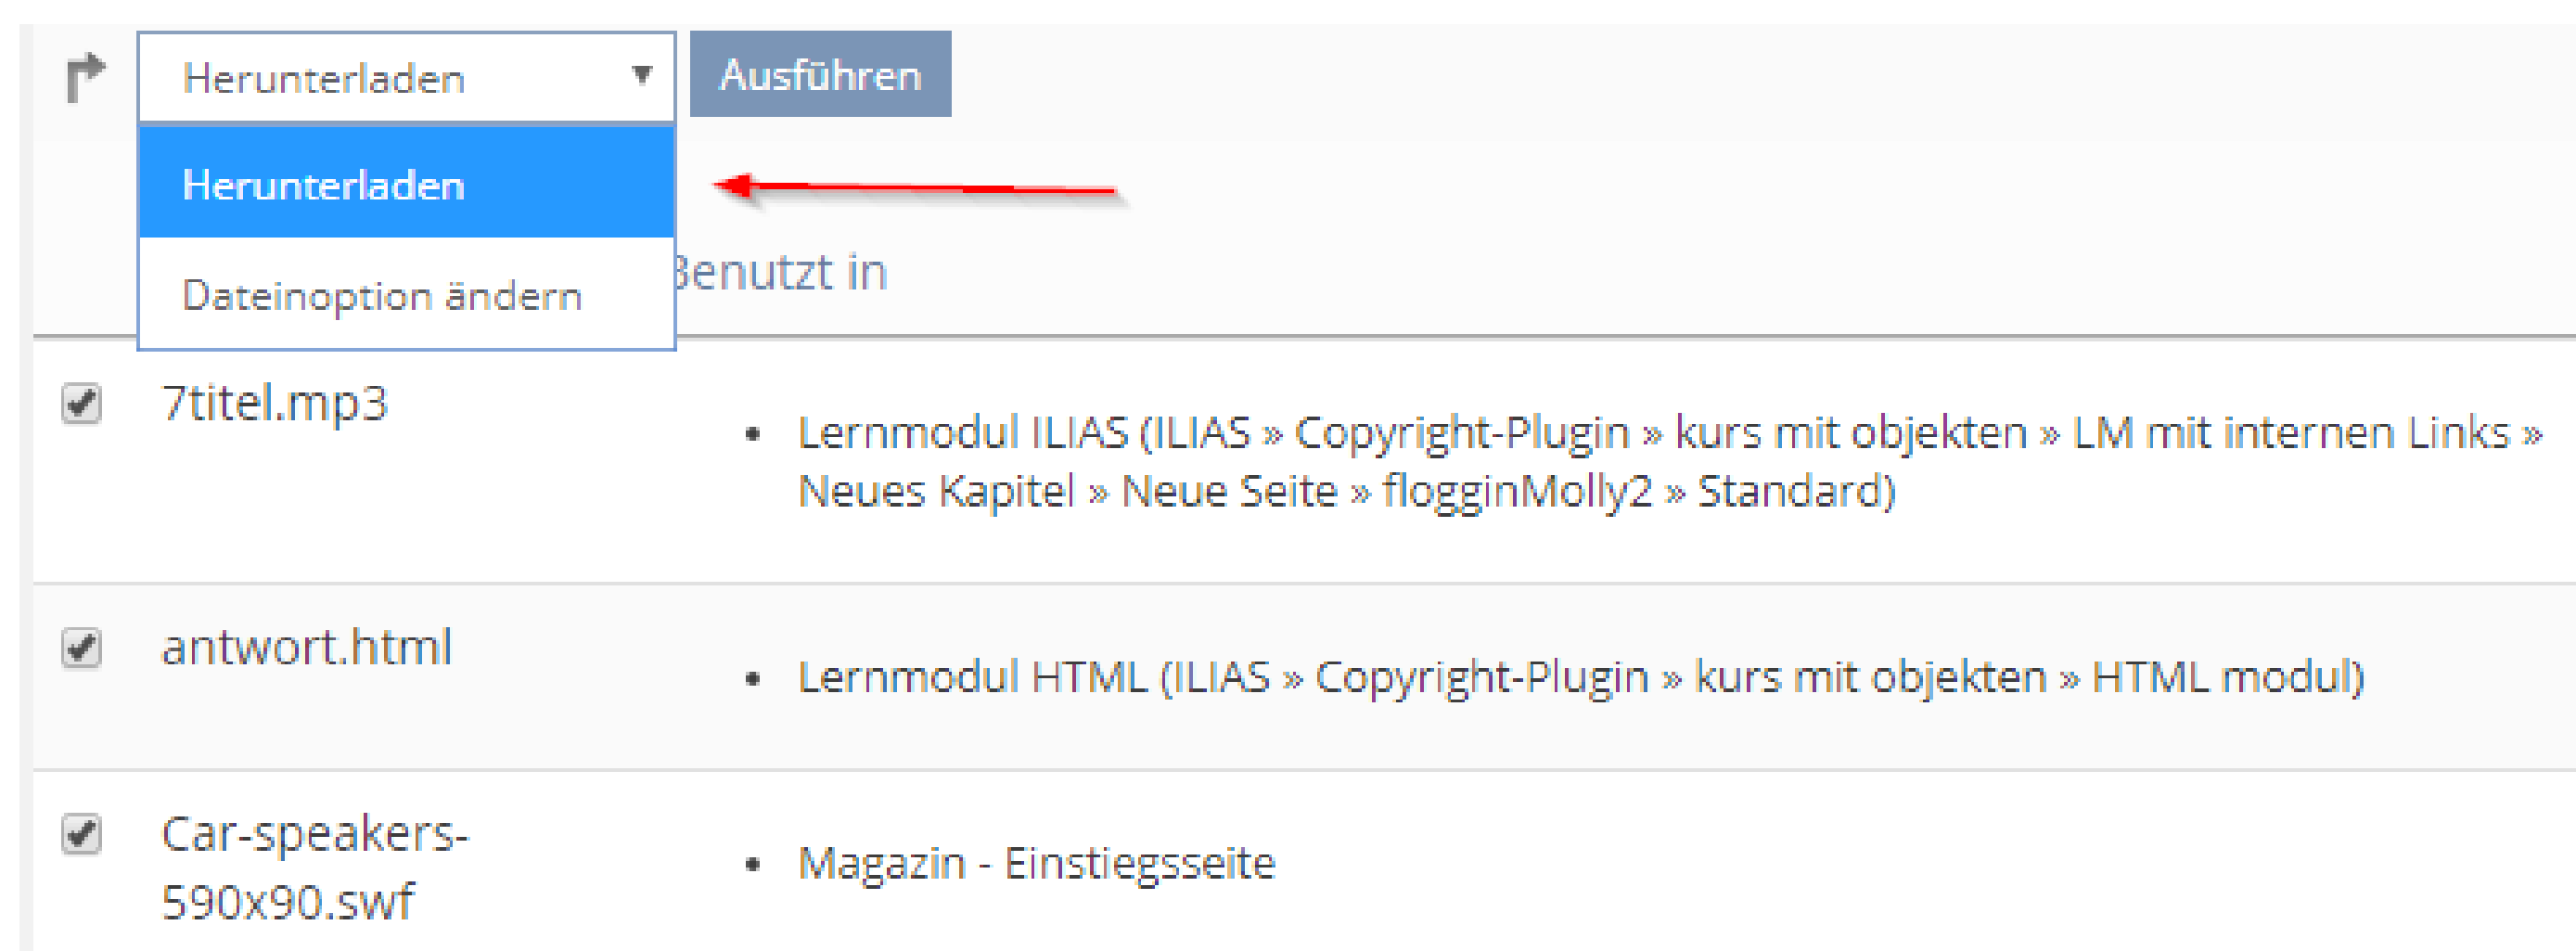 Herunterladen ▼ Ausführen
Herunterladen
Dateinoption ändern
Benutzt in
7titel.mp3
• Lernmodul ILIAS (ILIAS » Copyright-Plugin » kurs mit objekten » LM mit internen Links »
Neues Kapitel » Neue Seite » flogginMolly2 » Standard)
antwort.html
• Lernmodul HTML (ILIAS » Copyright-Plugin » kurs mit objekten » HTML modul)
Car-speakers-
590x90.swf
• Magazin - Einstiegsseite